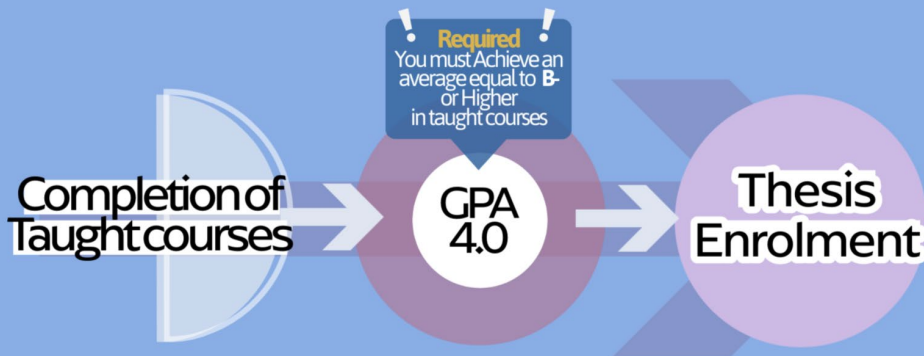 ! Required !
You must Achieve an
average equal to B-
or Higher
in taught courses
Completion of
Taught courses
GPA
4.0
Thesis
Enrolment